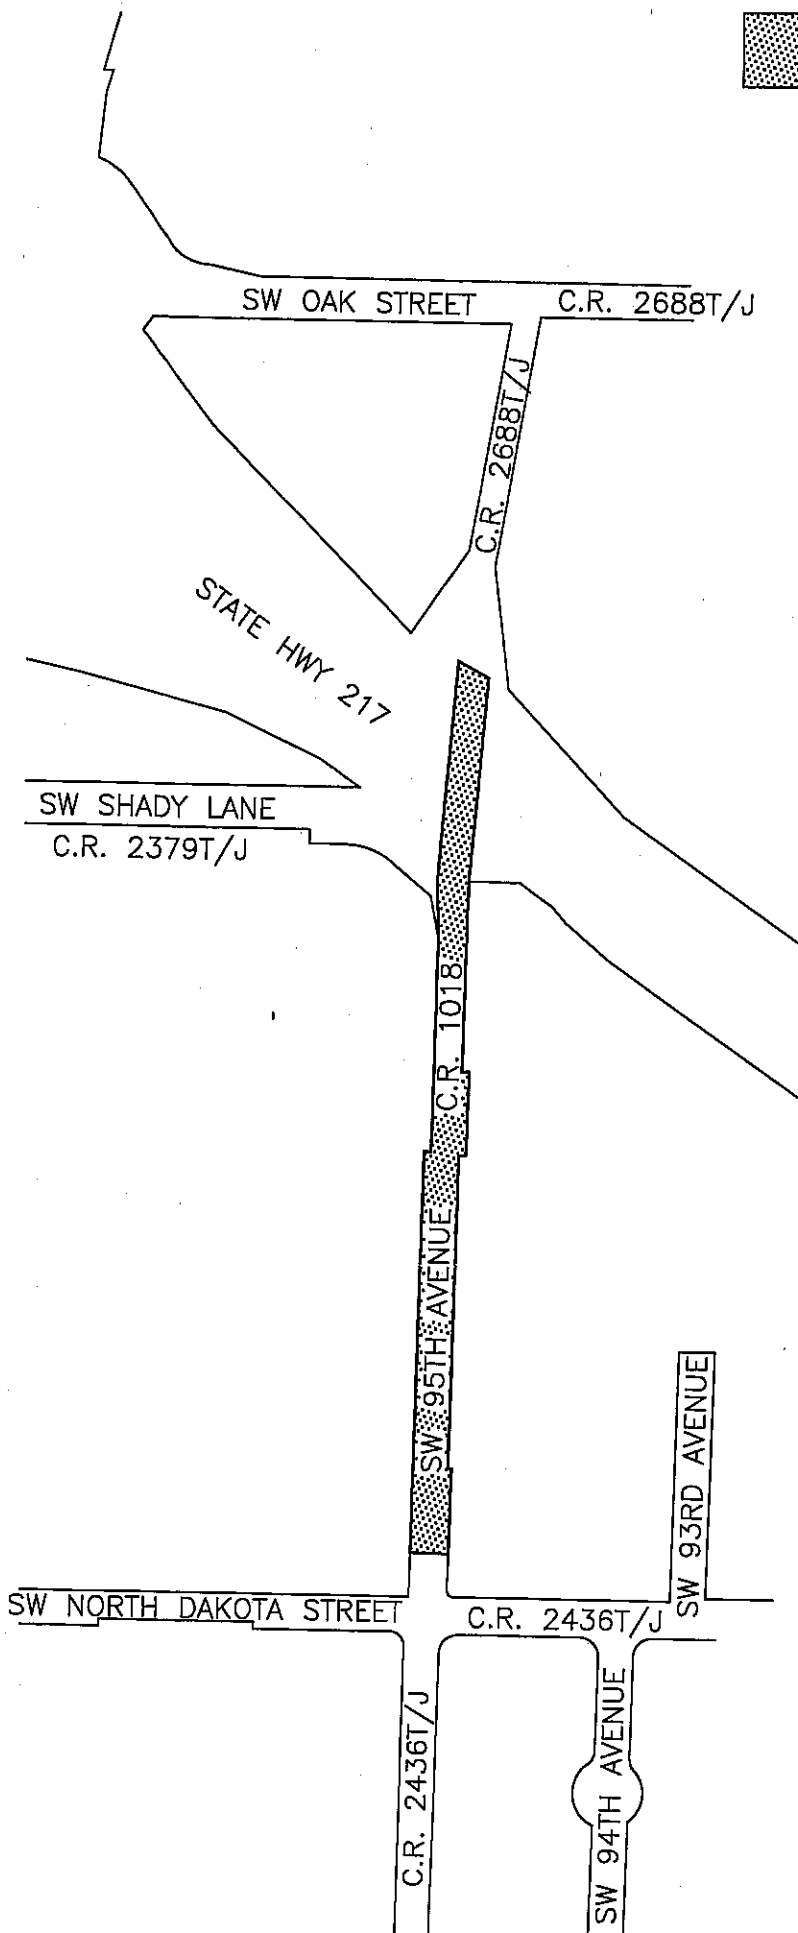 SW OAK STREET
C.R. 2688T/J
C.R. 2688T/J
STATE HWY 217
SW SHADY LANE
C.R. 2379T/J
C.R. 1018
SW 95TH AVENUE
SW 93RD AVENUE
SW NORTH DAKOTA STREET
C.R. 2436T/J
C.R. 2436T/J
SW 94TH AVENUE